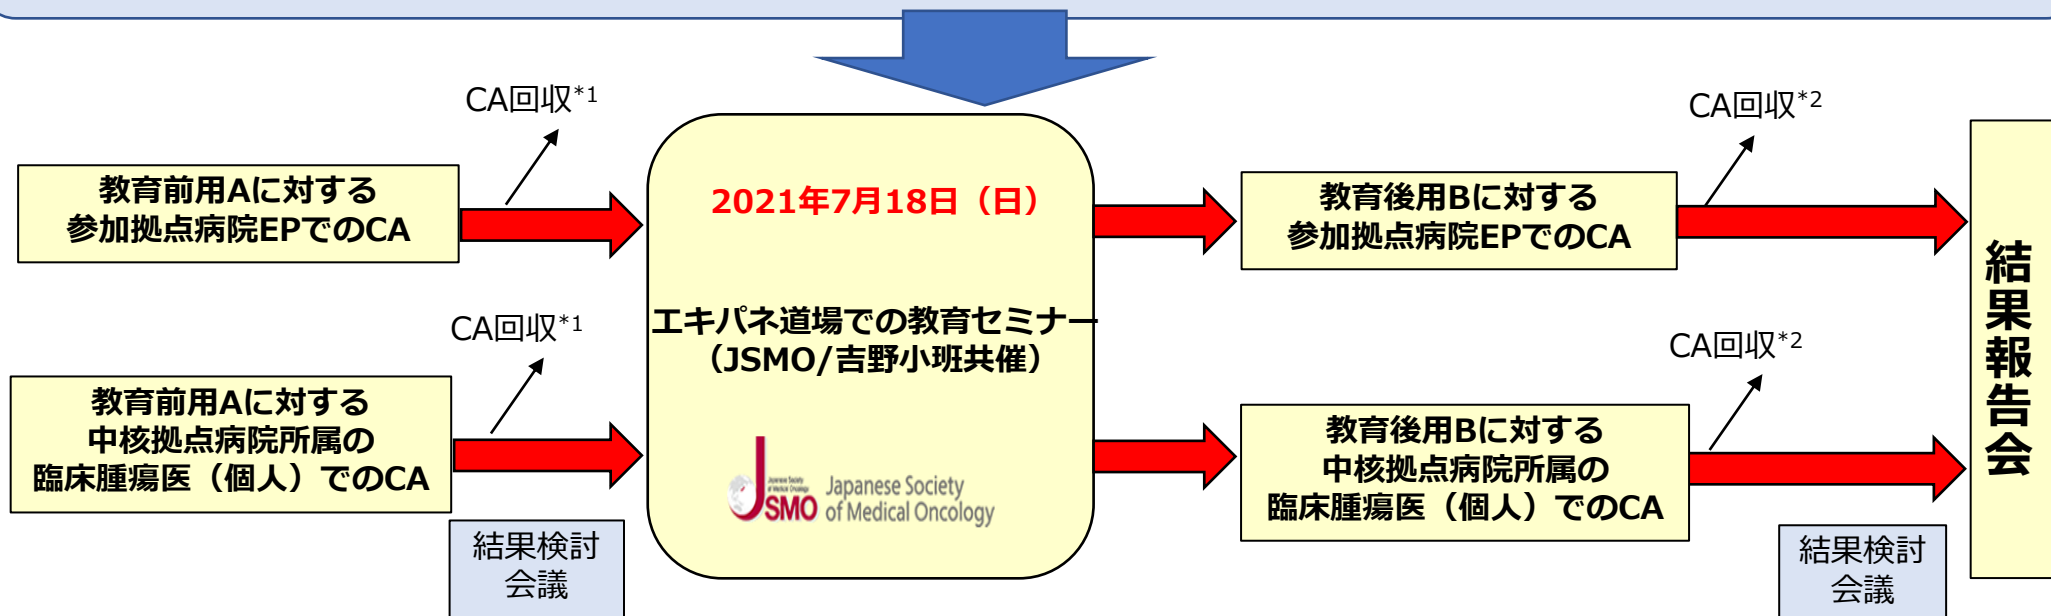 CA回収*1
教育前用Aに対する
参加拠点病院EPでのCA
CA回収*1
教育前用Aに対する
中核拠点病院所属の
臨床腫瘍医（個人）でのCA
結果検討
会議
2021年7月18日（日）
エキパネ道場での教育セミナー
（JSMO/吉野小班共催）
Japanese Society
of Medical Oncology
JSMO
Japanese Society
of Medical Oncology
CA回収*2
教育後用Bに対する
参加拠点病院EPでのCA
CA回収*2
教育後用Bに対する
中核拠点病院所属の
臨床腫瘍医（個人）でのCA
結果検討
会議
結果報告会